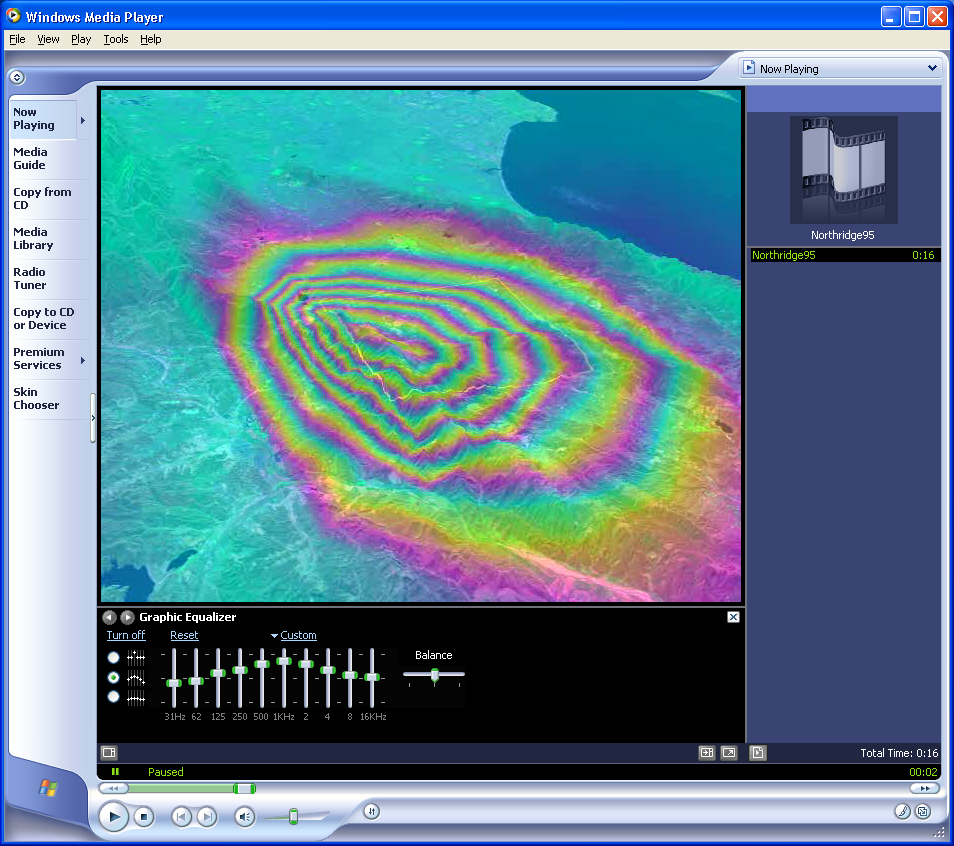 Windows Media Player
File View Play Tools Help
Now Playing
Now
Playing
Media
Guide
Copy from
CD
Media
Library
Radio
Tuner
Copy to CD
or Device
Premium
Services
Skin
Chooser
Northridge95
Northridge95 0:16
Graphic Equalizer
Turn off Reset Custom
Balance
31Hz 62 125 250 500 1KHz 2 4 8 16KHz
Total Time: 0:16
Paused 00:02